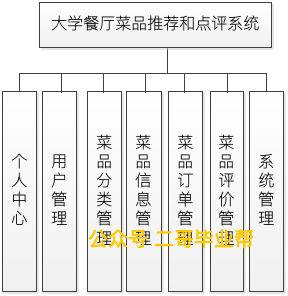 大学餐厅菜品推荐和点评系统
个人中心
用户管理
菜品分类管理
菜品信息管理
菜品订单管理
菜品评价管理
系统管理
公众号 二哥毕业帮